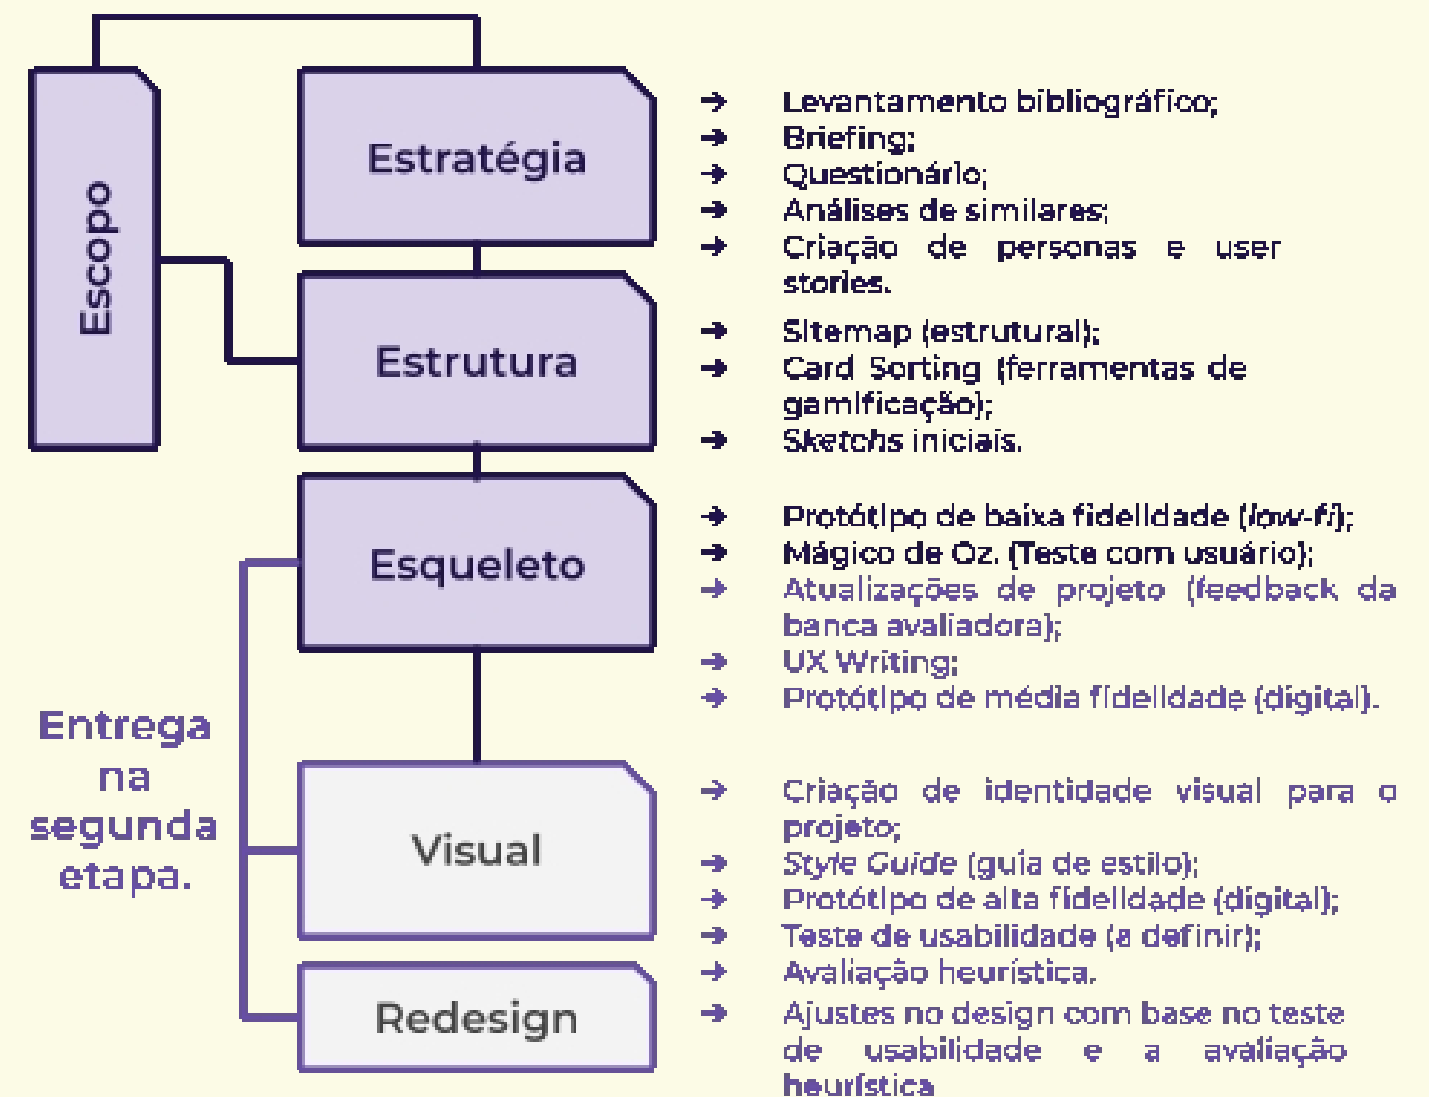 Escopo
Estratégia
→ Levantamento bibliográfico;
→ Briefing;
→ Questionário;
→ Análises de similares;
→ Criação de personas e user
stories.
Estrutura
→ Sitemap (estrutural);
→ Card Sorting (ferramentas de
gamificação);
→ Sketchs iniciais.
Esqueleto
→ Protótipo de baixa fidelidade (low-fi);
→ Mágico de Oz. (Teste com usuário);
→ Atualizações de projeto (feedback da
banca avaliadora);
→ UX Writing;
→ Protótipo de média fidelidade (digital).
Entrega
na
segunda
etapa.
Visual
→ Criação de identidade visual para o
projeto;
→ Style Guide (guia de estilo);
→ Protótipo de alta fidelidade (digital);
→ Teste de usabilidade (a definir);
→ Avaliação heurística.
Redesign
→ Ajustes no design com base no teste
de usabilidade e a avaliação
heurística